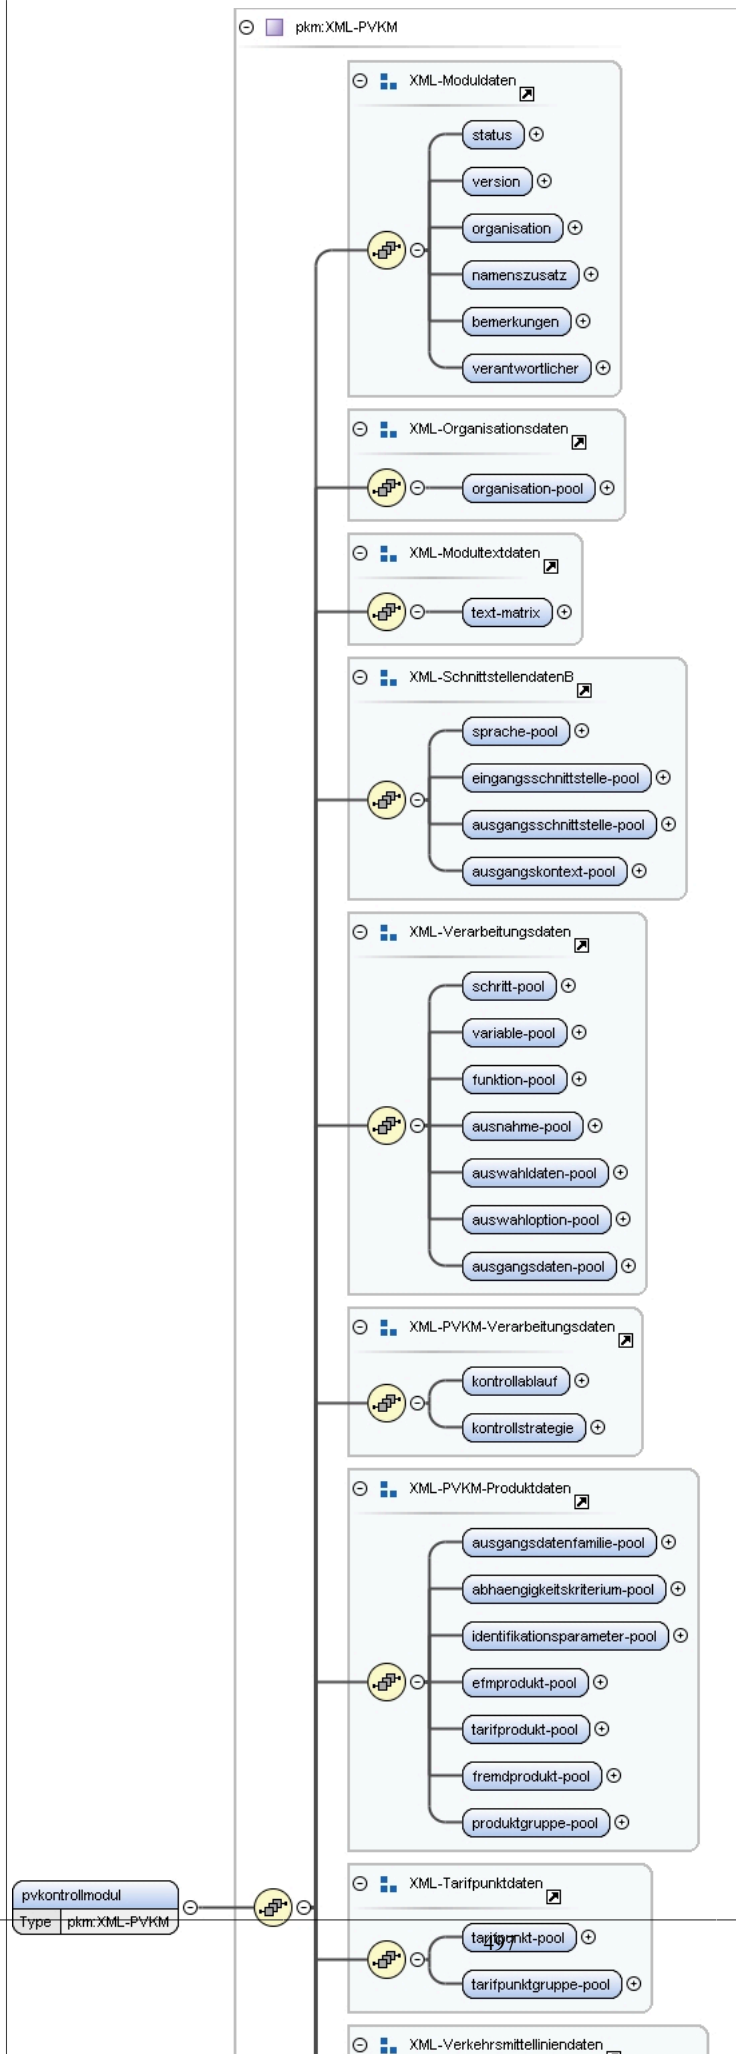 pkm:XML-PVKM
XML-Moduldaten
status
version
organisation
namenszusatz
bemerkungen
verantwortlicher
XML-Organisationsdaten
organisation-pool
XML-Modultextdaten
text-matrix
XML-SchnittstellendatenB
sprache-pool
eingangsschnittstelle-pool
ausgangsschnittstelle-pool
ausgangskontext-pool
XML-Verarbeitungsdaten
schritt-pool
variable-pool
funktion-pool
ausnahme-pool
auswahldaten-pool
auswahloption-pool
ausgangsdaten-pool
XML-PVKM-Verarbeitungsdaten
kontrollablauf
kontrollstrategie
XML-PVKM-Produktdaten
ausgangsdatenfamilie-pool
abhaengigkeitskriterium-pool
identifikationsparameter-pool
efmprodukt-pool
tarifprodukt-pool
fremdprodukt-pool
produktgruppe-pool
pvkontrollmodul
Type pkm:XML-PVKM
XML-Tarifpunktdaten
tarifpunkt-pool
497
tarifpunktgruppe-pool
XML-Verkehrsmittelliniendaten